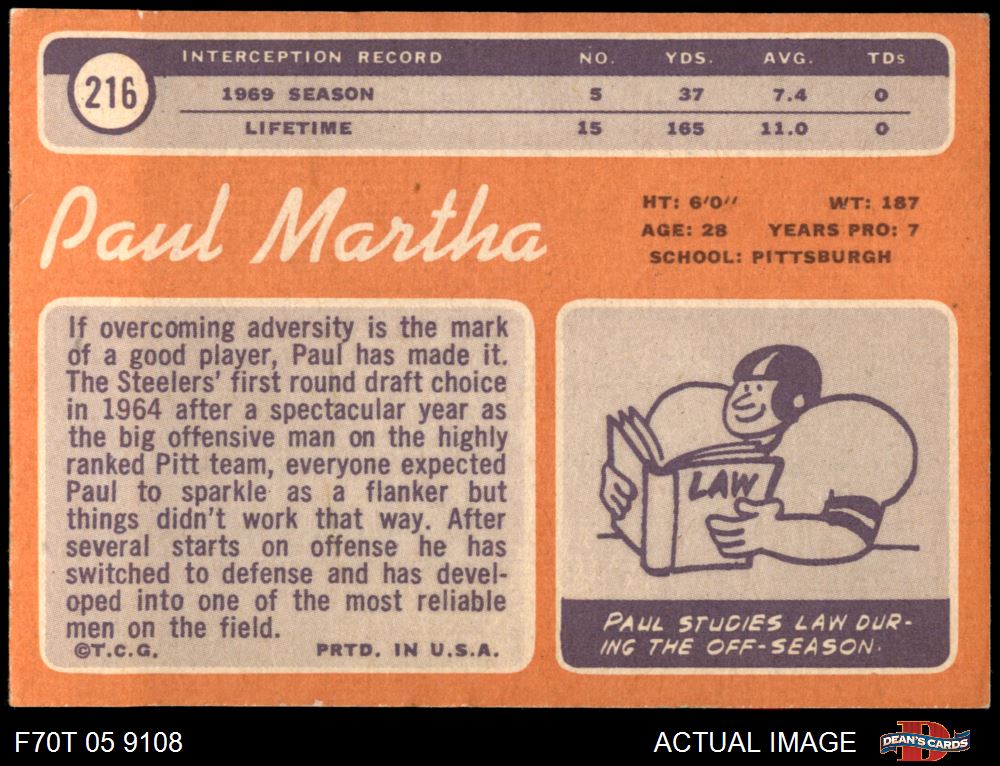 216
INTERCEPTION RECORD NO. YDS. AVG. TDs
1969 SEASON 5 37 7.4 0
LIFETIME 15 165 11.0 0
Paul Martha
HT: 6'0" WT: 187
AGE: 28 YEARS PRO: 7
SCHOOL: PITTSBURGH
If overcoming adversity is the mark
of a good player, Paul has made it.
The Steelers' first round draft choice
in 1964 after a spectacular year as
the big offensive man on the highly
ranked Pitt team, everyone expected
Paul to sparkle as a flanker but
things didn't work that way. After
several starts on offense he has
switched to defense and has devel-
oped into one of the most reliable
men on the field.
©T.C.G. PRTD. IN U.S.A.
LAW
PAUL STUDIES LAW DUR-
ING THE OFF-SEASON.
F70T 05 9108
ACTUAL IMAGE
D
DEAN'S CARDS